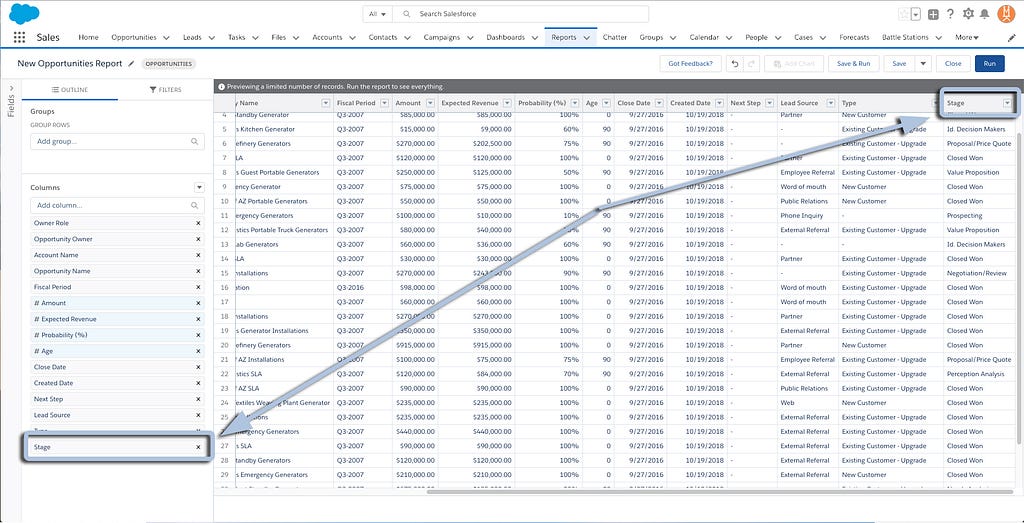 All
Search Salesforce
Sales
Home
Opportunities
Leads
Tasks
Files
Accounts
Contacts
Campaigns
Dashboards
Reports
Chatter
Groups
Calendar
People
Cases
Forecasts
Battle Stations
More
New Opportunities Report
OPPORTUNITIES
Got Feedback?
Add Chart
Save & Run
Save
Close
Run
Fields
OUTLINE
FILTERS
Groups
GROUP ROWS
Add group...
Columns
Add column...
Owner Role
Opportunity Owner
Account Name
Opportunity Name
Fiscal Period
# Amount
# Expected Revenue
# Probability (%)
# Age
Close Date
Created Date
Next Step
Lead Source
Stage
Previewing a limited number of records. Run the report to see everything.
y Name Fiscal Period Amount Expected Revenue Probability (%) Age Close Date Created Date Next Step Lead Source Type Stage
4 Standby Generator Q3-2007 $85,000.00 $85,000.00 100% 0 9/27/2016 10/19/2018 - Partner New Customer
5 s Kitchen Generator Q3-2007 $15,000.00 $9,000.00 60% 90 9/27/2016 10/19/2018 - - Existing Customer - Upgrade Id. Decision Makers
6 efinery Generators Q3-2007 $270,000.00 $202,500.00 75% 90 9/27/2016 10/19/2018 - - Existing Customer - Upgrade Proposal/Price Quote
7 LA Q3-2007 $120,000.00 $120,000.00 100% 0 9/27/2016 10/19/2018 - Partner Existing Customer - Upgrade Closed Won
8 s Guest Portable Generators Q3-2007 $250,000.00 $125,000.00 50% 90 9/27/2016 10/19/2018 - Employee Referral Existing Customer - Upgrade Value Proposition
9 ency Generator Q3-2007 $75,000.00 $75,000.00 100% 0 9/27/2016 10/19/2018 - Word of mouth New Customer Closed Won
10 AZ Portable Generators Q3-2007 $50,000.00 $50,000.00 100% 0 9/27/2016 10/19/2018 - Public Relations New Customer Closed Won
11 ergency Generators Q3-2007 $100,000.00 $10,000.00 10% 90 9/27/2016 10/19/2018 - Phone Inquiry - Prospecting
12 stics Portable Truck Generators Q3-2007 $80,000.00 $40,000.00 90 9/27/2016 10/19/2018 - External Referral Existing Customer - Upgrade Value Proposition
13 ab Generators Q3-2007 $60,000.00 $36,000.00 60% 90 9/27/2016 10/19/2018 - - - Id. Decision Makers
14 SLA Q3-2007 $30,000.00 $30,000.00 100% 0 9/27/2016 10/19/2018 - Partner Existing Customer - Upgrade Closed Won
15 nstallations Q3-2007 $270,000.00 90% 90 9/27/2016 10/19/2018 - - Existing Customer - Upgrade Negotiation/Review
16 ation Q3-2016 $98,000.00 $98,000.00 100% 0 9/27/2016 10/19/2018 - Word of mouth Existing Customer - Upgrade Closed Won
17 Q3-2007 $60,000.00 $60,000.00 100% 0 9/27/2016 10/19/2018 - Word of mouth Existing Customer - Upgrade Closed Won
18 nstallations Q3-2007 $270,000.00 100% 0 9/27/2016 10/19/2018 - Partner Existing Customer - Upgrade Closed Won
19 s Generator Installations Q3-2007 $350,000.00 $350,000.00 100% 0 9/27/2016 10/19/2018 - External Referral Existing Customer - Upgrade Closed Won
20 efinery Generators Q3-2007 $915,000.00 $915,000.00 100% 0 9/27/2016 10/19/2018 - Partner New Customer Closed Won
21 AZ Installations $100,000.00 $75,000.00 75% 90 9/27/2016 10/19/2018 - Employee Referral Existing Customer - Upgrade Proposal/Price Quote
22 stics SLA $120,000.00 $84,000.00 70% 90 9/27/2016 10/19/2018 - External Referral Existing Customer - Upgrade Perception Analysis
23 AZ SLA Q3-2007 $90,000.00 $90,000.00 100% 0 9/27/2016 10/19/2018 - Public Relations Existing Customer - Upgrade Closed Won
24 extiles Weaving Plant Generator Q3-2007 $235,000.00 $235,000.00 100% 0 9/27/2016 10/19/2018 - Web New Customer Closed Won
25 Q3-2007 $235,000.00 $235,000.00 100% 0 9/27/2016 10/19/2018 - External Referral Existing Customer - Upgrade Closed Won
Emergency Generators Q3-2007 $440,000.00 $440,000.00 100% 0 9/27/2016 10/19/2018 - External Referral Existing Customer - Upgrade Closed Won
27 s SLA Q3-2007 $90,000.00 $90,000.00 100% 0 9/27/2016 10/19/2018 - External Referral Existing Customer - Upgrade Closed Won
28 tandby Generators Q3-2007 $120,000.00 $120,000.00 100% 0 9/27/2016 10/19/2018 - External Referral Existing Customer - Upgrade Closed Won
29 s Emergency Generators Q3-2007 $210,000.00 $210,000.00 100% 0 9/27/2016 10/19/2018 - External Referral New Customer Closed Won